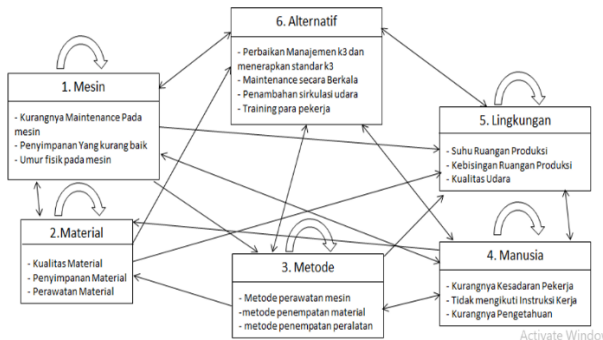 6. Alternatif
- Perbaikan Manajemen k3 dan
menerapkan standar k3
- Maintenance secara Berkala
- Penambahan sirkulasi udara
- Training para pekerja
1. Mesin
- Kurangnya Maintenance Pada
mesin
- Penyimpanan Yang kurang baik
- Umur fisik pada mesin
5. Lingkungan
- Suhu Ruangan Produksi
- Kebisingan Ruangan Produksi
- Kualitas Udara
2.Material
- Kualitas Material
- Penyimpanan Material
- Perawatan Material
3. Metode
- Metode perawatan mesin
-metode penempatan material
- metode penempatan peralatan
4. Manusia
- Kurangnya Kesadaran Pekerja
- Tidak mengikuti Instruksi Kerja
- Kurangnya Pengetahuan
Activate Window